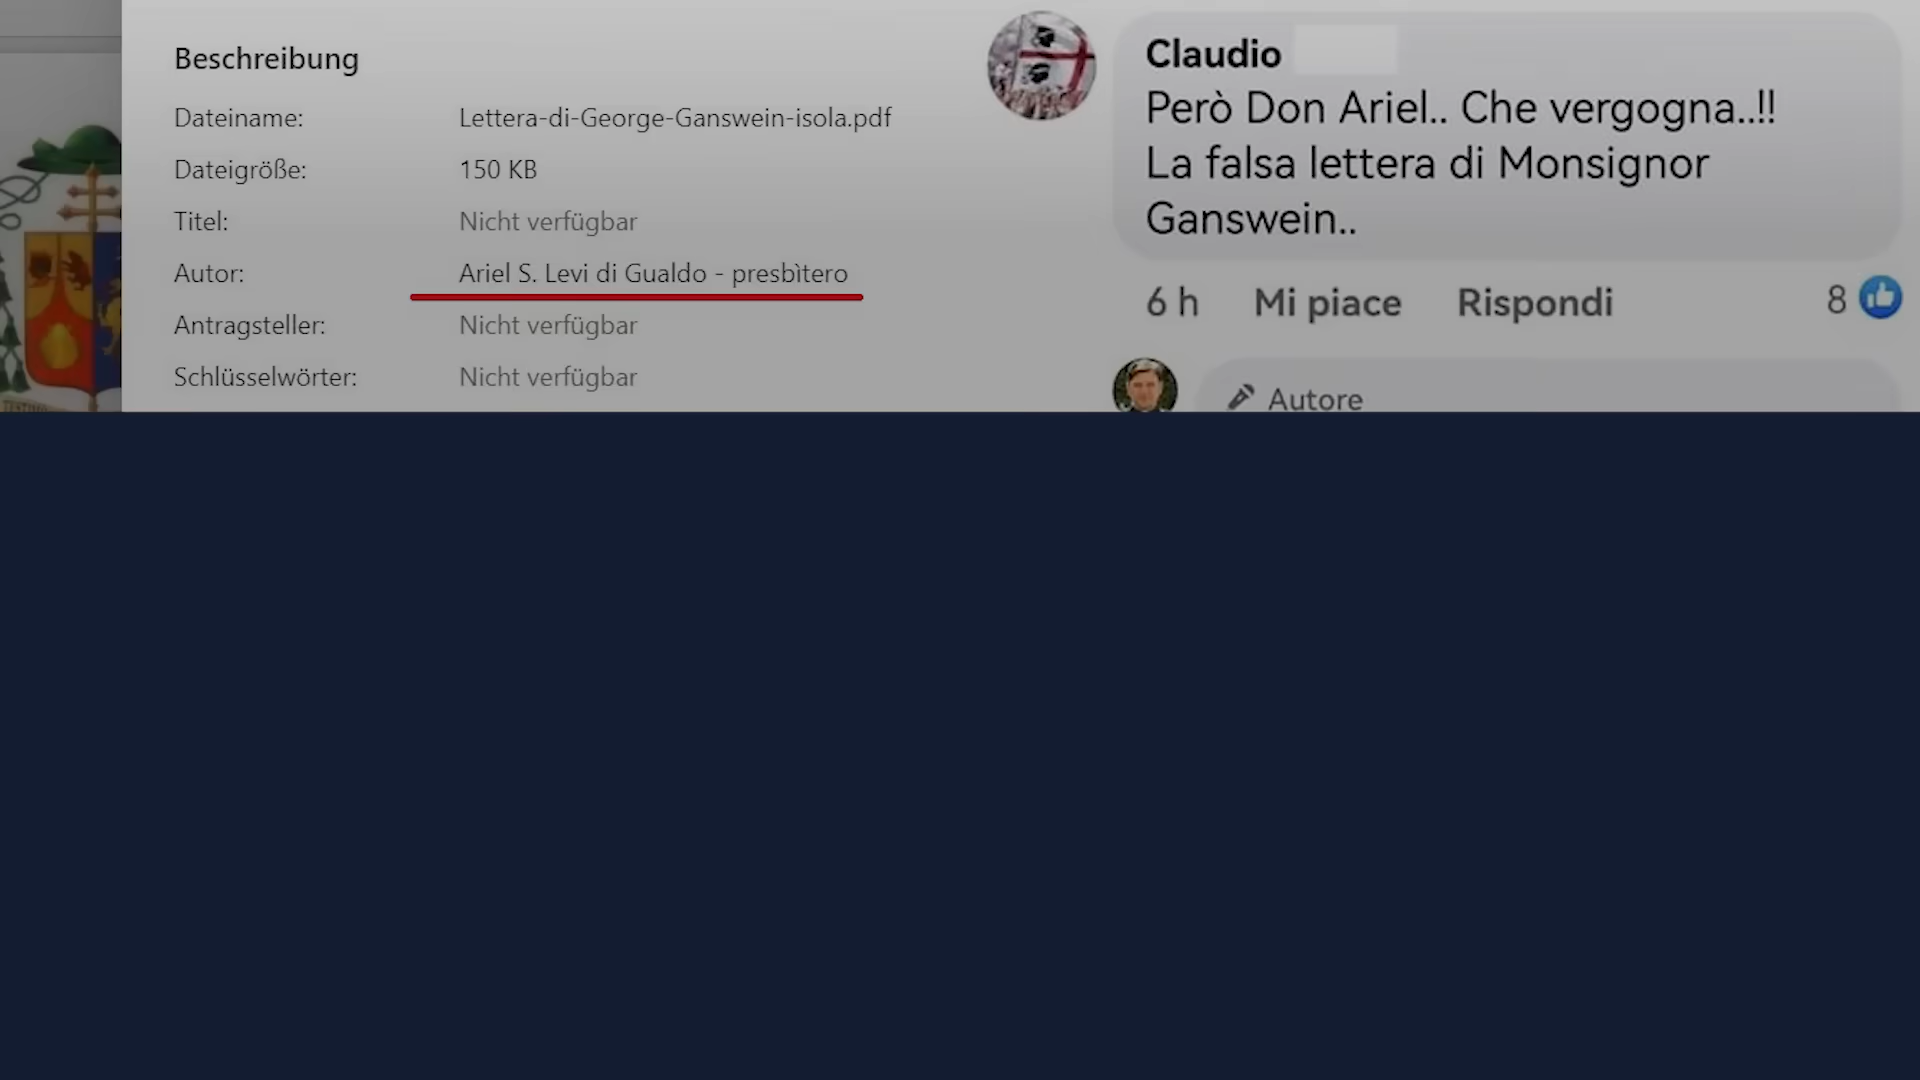 Beschreibung
Dateiname: Lettera-di-George-Ganswein-isola.pdf
Dateigröße: 150 KB
Titel: Nicht verfügbar
Autor: Ariel S. Levi di Gualdo - presbìtero
Antragsteller: Nicht verfügbar
Schlüsselwörter: Nicht verfügbar
Claudio
Però Don Ariel.. Che vergogna..!!
La falsa lettera di Monsignor
Ganswein..
6 h Mi piace Rispondi 8
Autore